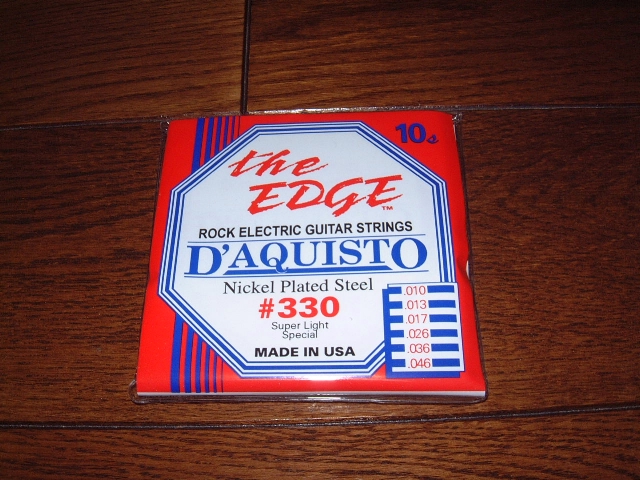 10s
the
EDGE™
ROCK ELECTRIC GUITAR STRINGS
D'AQUISTO
Nickel Plated Steel
#330
Super Light
Special
MADE IN USA
.010
.013
.017
.026
.036
.046